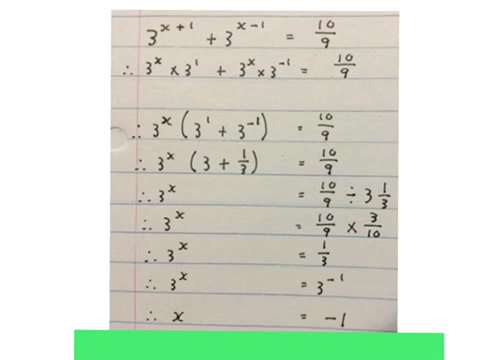 3^(x+1) + 3^(x-1) = 10/9
∴ 3^x × 3^1 + 3^x × 3^-1 = 10/9
∴ 3^x (3^1 + 3^-1) = 10/9
∴ 3^x (3 + 1/3) = 10/9
∴ 3^x = 10/9 ÷ 3 1/3
∴ 3^x = 10/9 × 3/10
∴ 3^x = 1/3
∴ 3^x = 3^-1
∴ x = -1